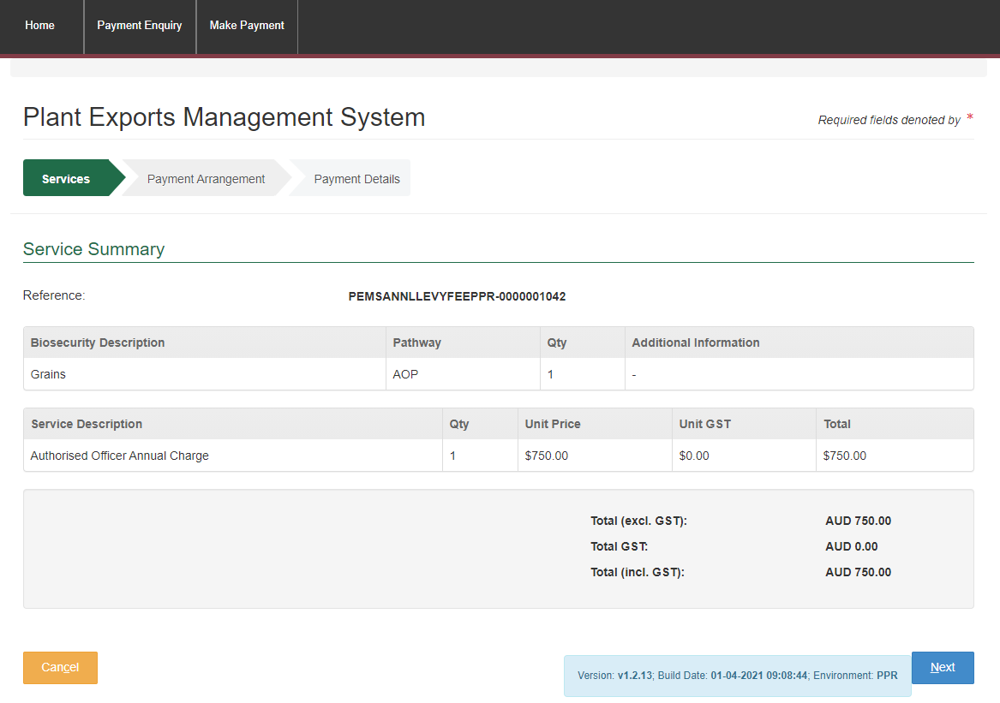 Home Payment Enquiry Make Payment
Plant Exports Management System
Required fields denoted by *
Services Payment Arrangement Payment Details
Service Summary
Reference: PEMSANNLLEVYFEEPPR-0000001042
Biosecurity Description Pathway Qty Additional Information
Grains AOP 1 -
Service Description Qty Unit Price Unit GST Total
Authorised Officer Annual Charge 1 $750.00 $0.00 $750.00
Total (excl. GST): AUD 750.00
Total GST: AUD 0.00
Total (incl. GST): AUD 750.00
Cancel Version: v1.2.13; Build Date: 01-04-2021 09:08:44; Environment: PPR Next